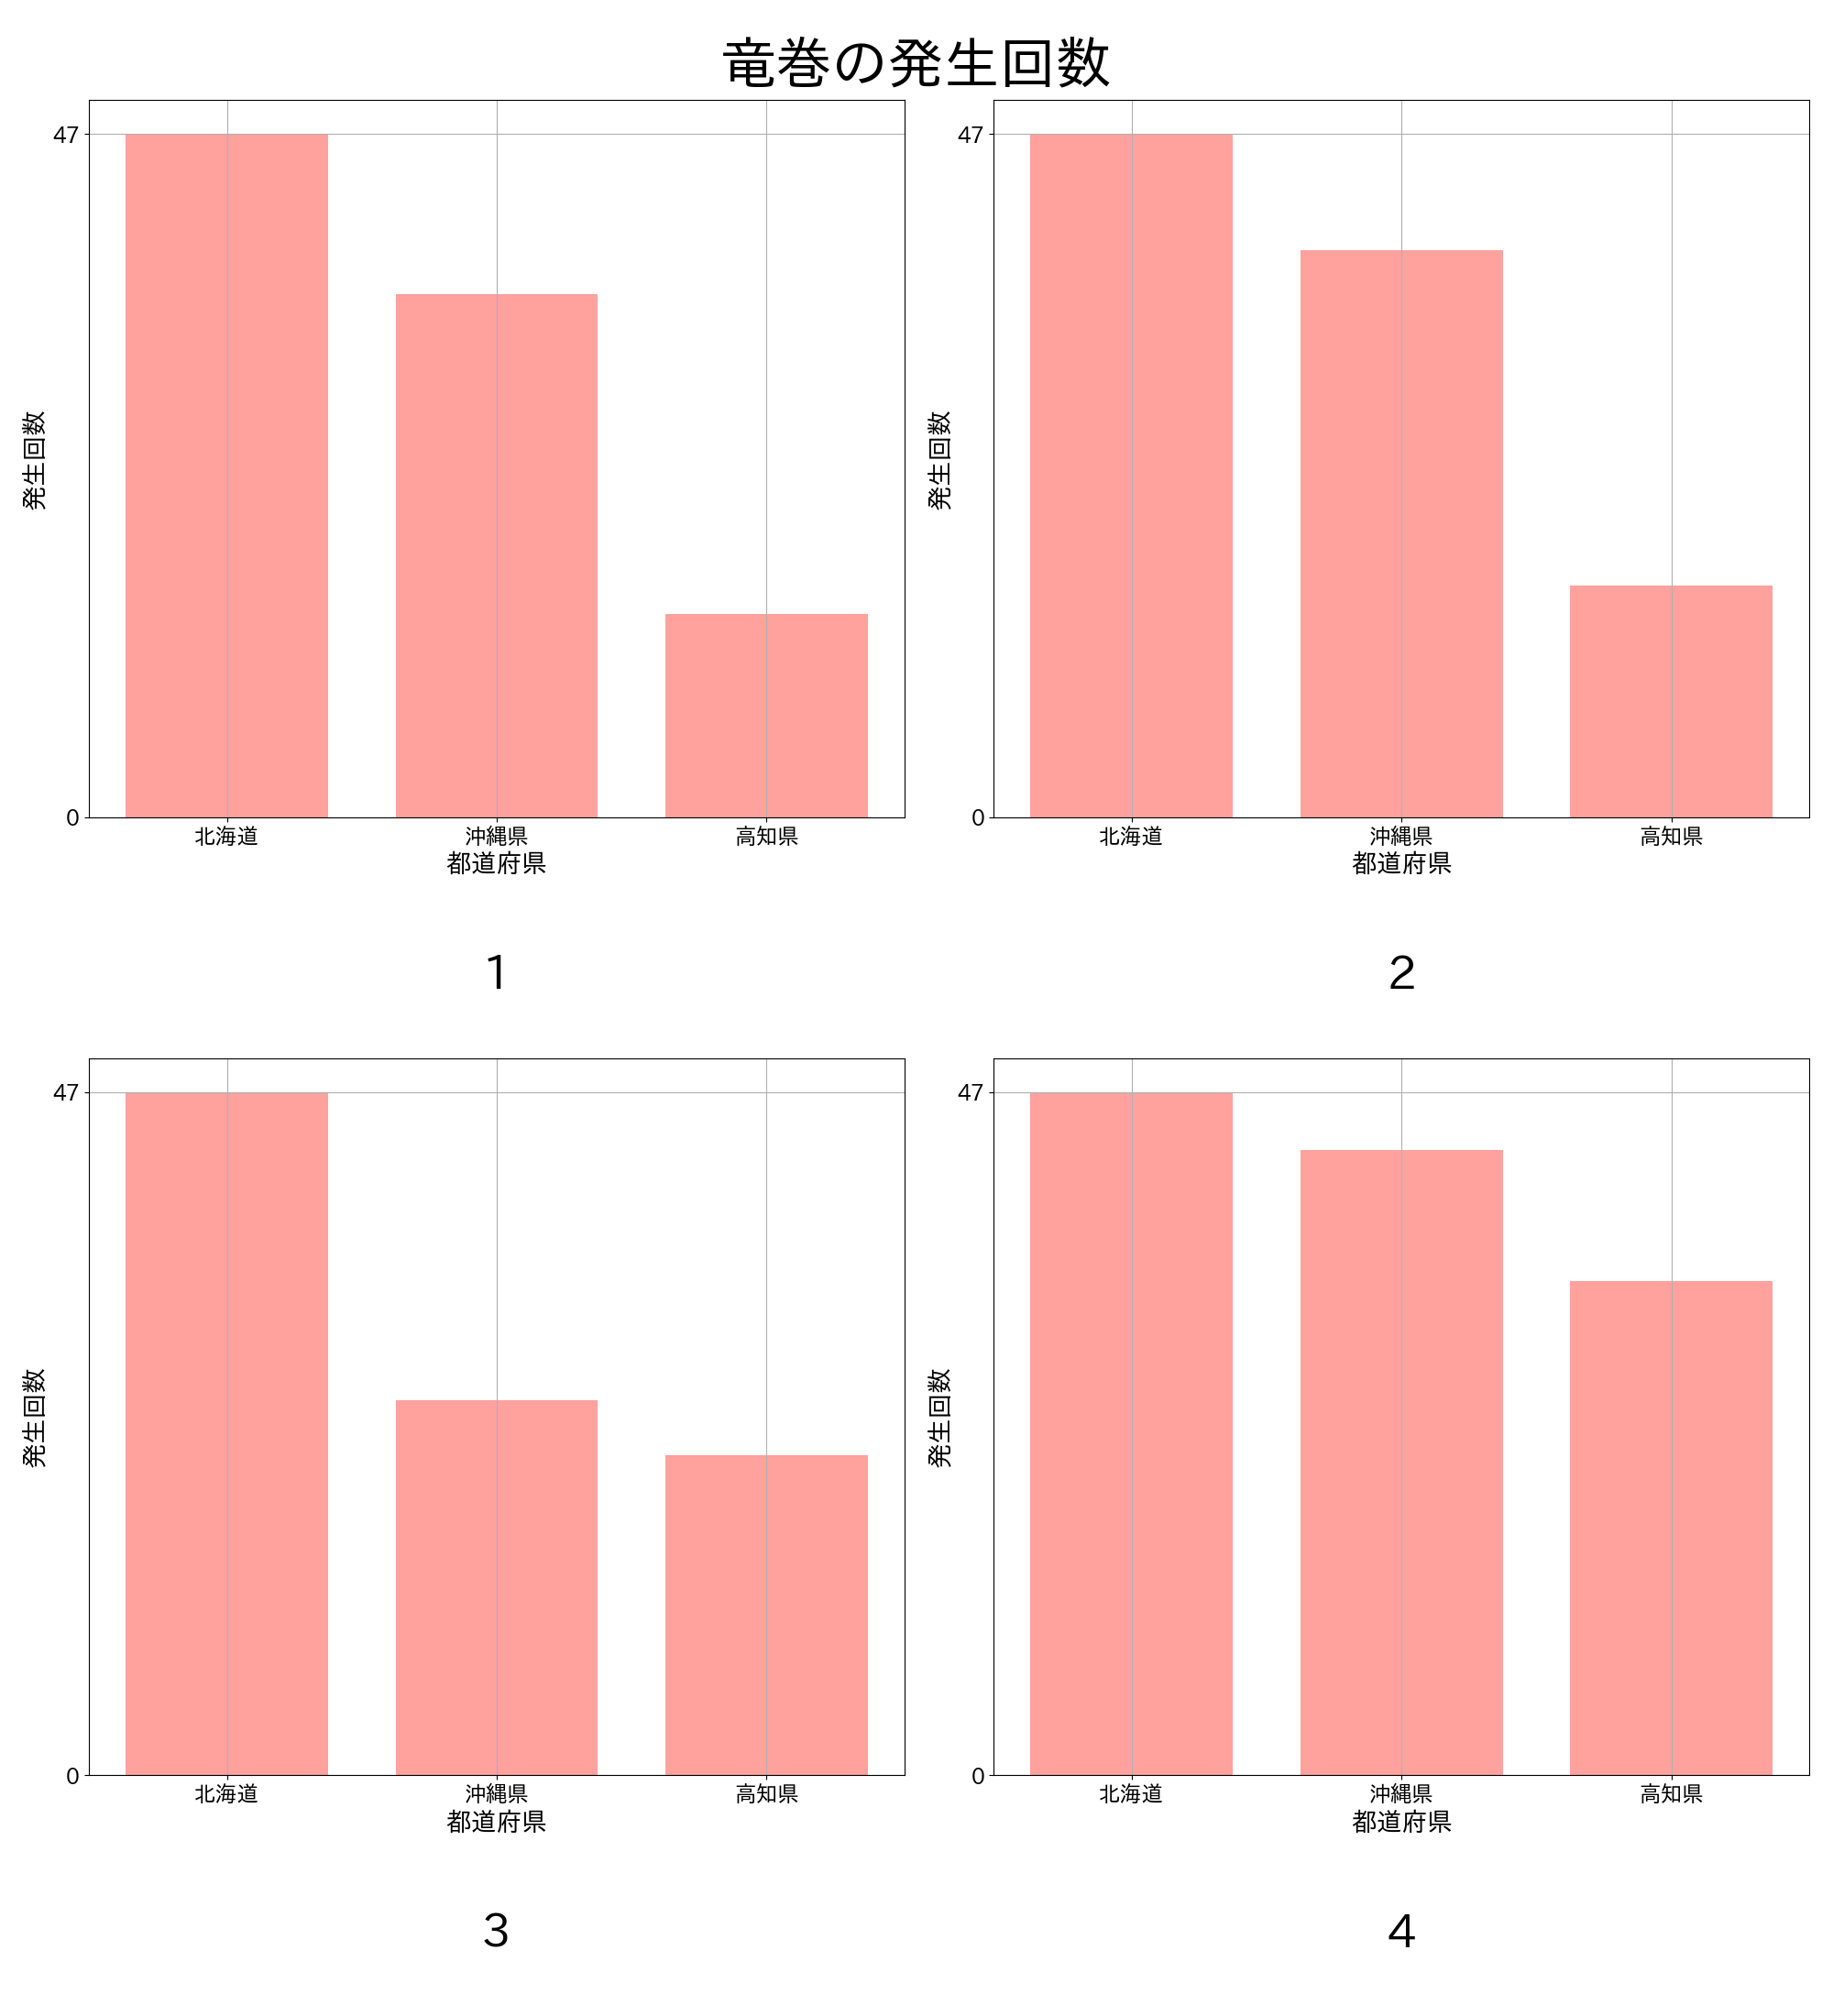 竜巻の発生回数
47
0
発生回数
北海道 沖縄県 高知県
都道府県
1
47
0
発生回数
北海道 沖縄県 高知県
都道府県
2
47
0
発生回数
北海道 沖縄県 高知県
都道府県
3
47
0
発生回数
北海道 沖縄県 高知県
都道府県
4